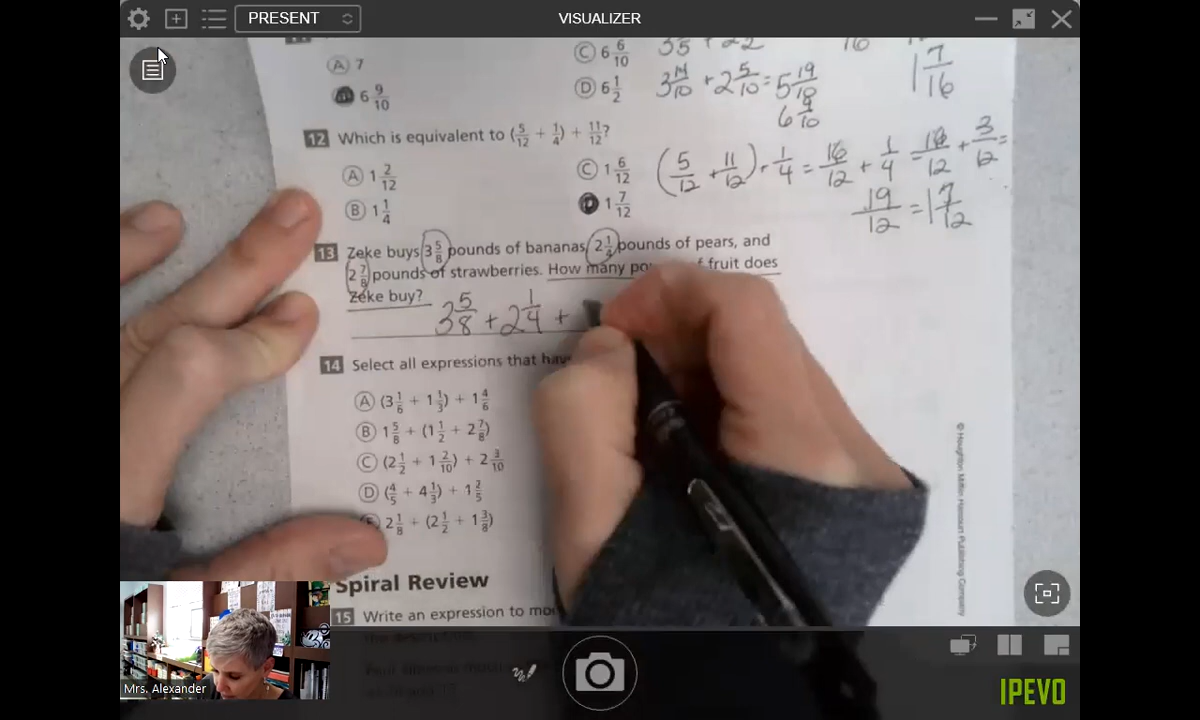 PRESENT
VISUALIZER
A 7
6 9/10
C 6 6/10
D 6 1/2
3 14/10 + 2 5/10 = 5 19/10
6 9/10
16
1 7/16
12 Which is equivalent to (5/12 + 1/4) + 11/12?
A 1 2/12
B 1 1/4
C 1 6/12
D 1 7/12
(5/12 + 11/12) + 1/4 = 16/12 + 1/4 = 16/12 + 3/12 =
19/12 = 1 7/12
13 Zeke buys 3 5/8 pounds of bananas, 2 1/4 pounds of pears, and
2 7/8 pounds of strawberries. How many po f fruit does
Zeke buy?
3 5/8 + 2 1/4 +
14 Select all expressions that hav
A (3 1/6 + 1 1/3) + 1 4/6
B 1 5/8 + (1 1/2 + 2 7/8)
C (2 1/2 + 1 2/10) + 2 3/10
D (4/5 + 4 1/3) + 1 2/5
2 1/8 + (2 1/2 + 1 3/8)
Spiral Review
15 Write an expression to mo
© Houghton Mifflin Harcourt Publishing Company
Mrs. Alexander
IPEVO